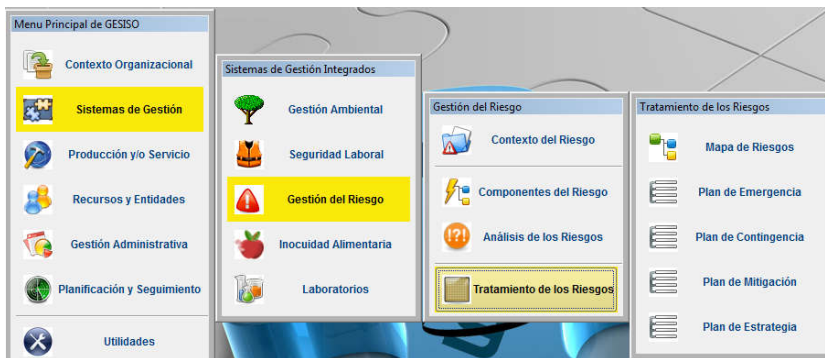 Menu Principal de GESISO
Contexto Organizacional
Sistemas de Gestión
Producción y/o Servicio
Recursos y Entidades
Gestión Administrativa
Planificación y Seguimiento
Utilidades
Sistemas de Gestión Integrados
Gestión Ambiental
Seguridad Laboral
Gestión del Riesgo
Inocuidad Alimentaria
Laboratorios
Gestión del Riesgo
Contexto del Riesgo
Componentes del Riesgo
Análisis de los Riesgos
Tratamiento de los Riesgos
Tratamiento de los Riesgos
Mapa de Riesgos
Plan de Emergencia
Plan de Contingencia
Plan de Mitigación
Plan de Estrategia